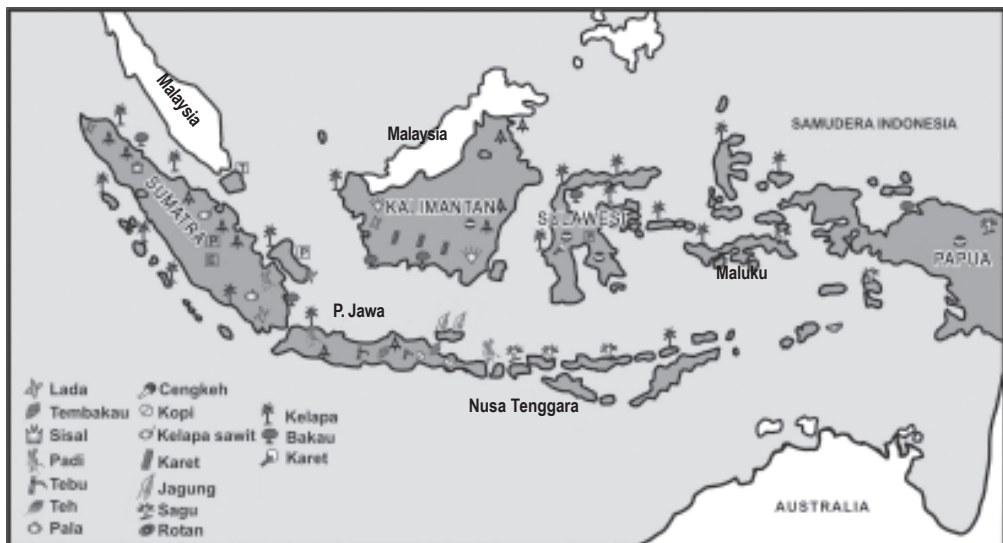 Malaysia
Malaysia
SAMUDERA INDONESIA
SUMATRA
KALIMANTAN
SULAWESI
PAPUA
Maluku
P. Jawa
Nusa Tenggara
AUSTRALIA
T
P
P
P
Lada
Tembakau
Sisal
Padi
Tebu
Teh
Pala
Cengkeh
Kopi
Kelapa sawit
Karet
Jagung
Sagu
Rotan
Kelapa
Bakau
Karet